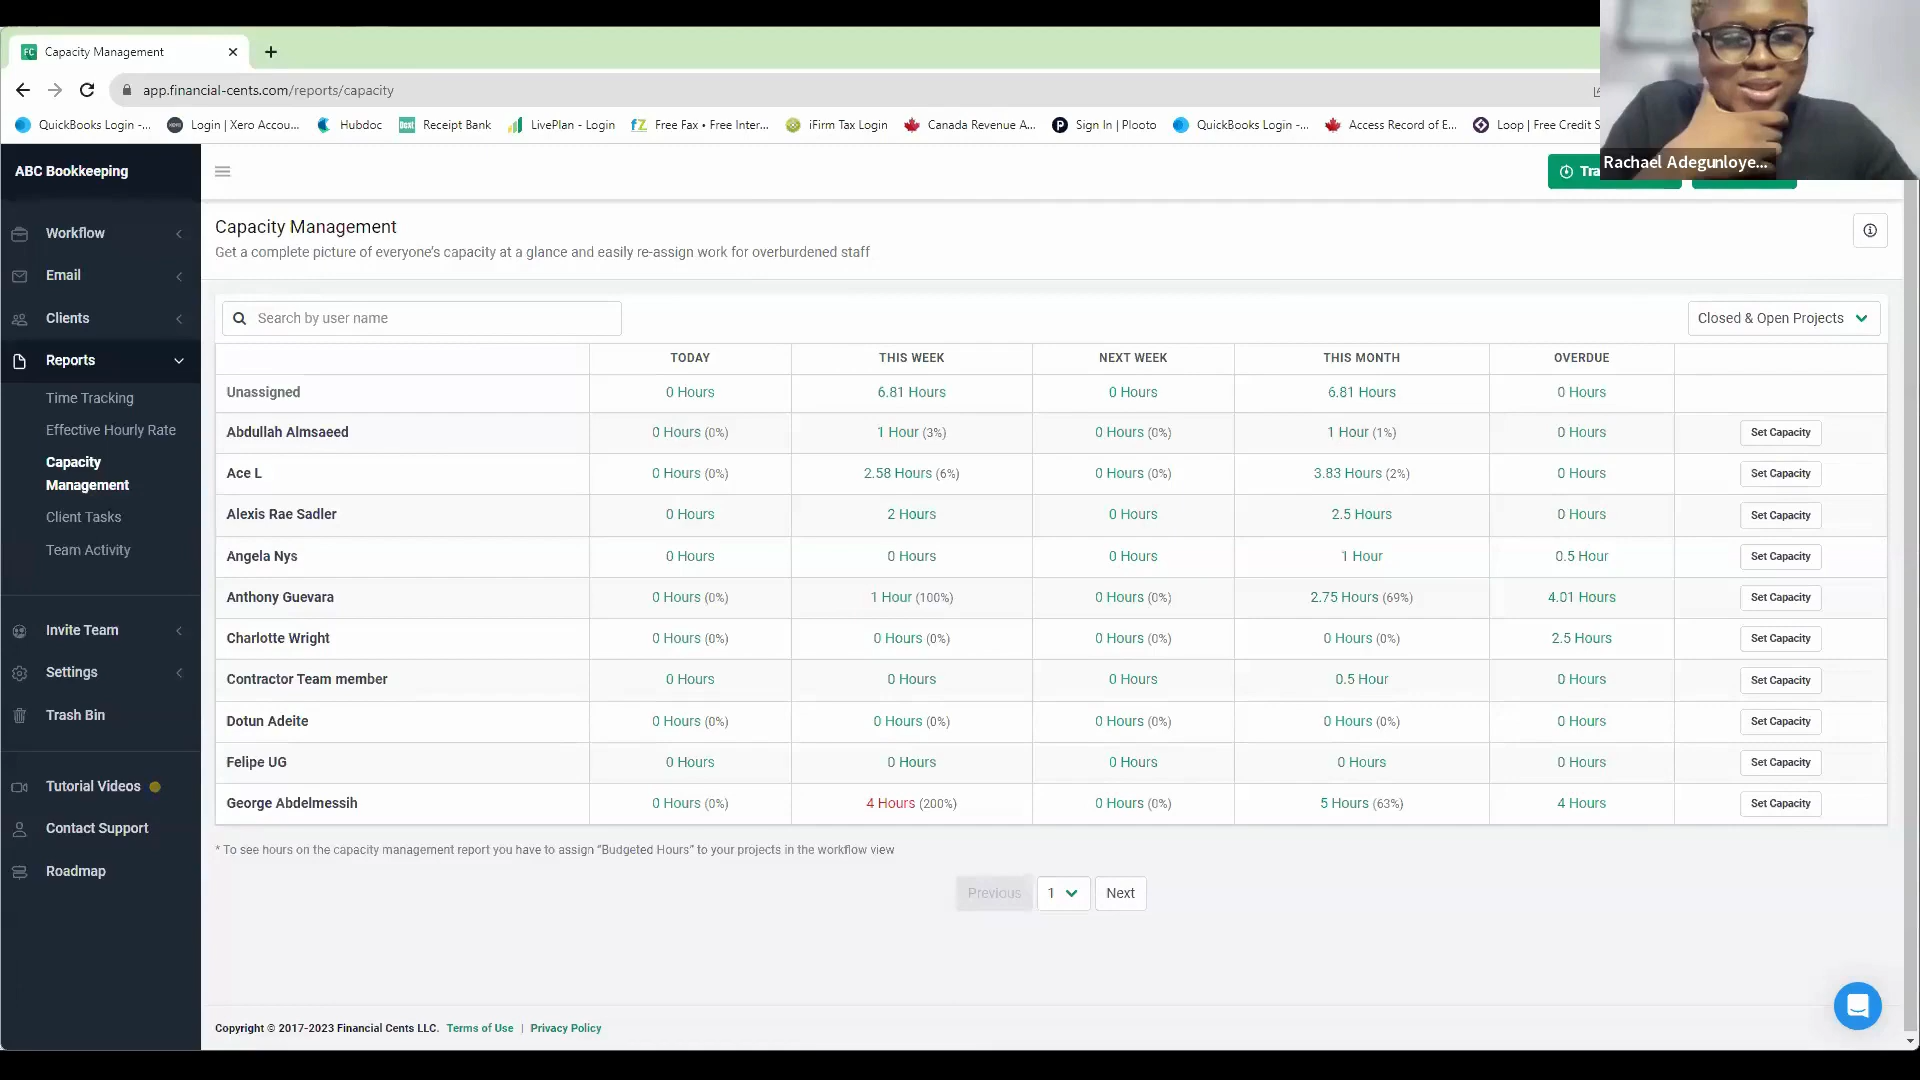 FC Capacity Management
app.financial-cents.com/reports/capacity
QuickBooks Login -... Login | Xero Accou... Hubdoc Receipt Bank LivePlan - Login Free Fax • Free Inter... iFirm Tax Login Canada Revenue A... Sign In | Plooto QuickBooks Login -... Access Record of E... Loop | Free Credit S
Rachael Adegunloye...
ABC Bookkeeping
Workflow
Email
Clients
Reports
Time Tracking
Effective Hourly Rate
Capacity
Management
Client Tasks
Team Activity
Invite Team
Settings
Trash Bin
Tutorial Videos
Contact Support
Roadmap
Tra
Capacity Management
Get a complete picture of everyone's capacity at a glance and easily re-assign work for overburdened staff
Search by user name
Closed & Open Projects
TODAY THIS WEEK NEXT WEEK THIS MONTH OVERDUE
Unassigned 0 Hours 6.81 Hours 0 Hours 6.81 Hours 0 Hours
Abdullah Almsaeed 0 Hours (0%) 1 Hour (3%) 0 Hours (0%) 1 Hour (1%) 0 Hours Set Capacity
Ace L 0 Hours (0%) 2.58 Hours (6%) 0 Hours (0%) 3.83 Hours (2%) 0 Hours Set Capacity
Alexis Rae Sadler 0 Hours 2 Hours 0 Hours 2.5 Hours 0 Hours Set Capacity
Angela Nys 0 Hours 0 Hours 0 Hours 1 Hour 0.5 Hour Set Capacity
Anthony Guevara 0 Hours (0%) 1 Hour (100%) 0 Hours (0%) 2.75 Hours (69%) 4.01 Hours Set Capacity
Charlotte Wright 0 Hours (0%) 0 Hours (0%) 0 Hours (0%) 0 Hours (0%) 2.5 Hours Set Capacity
Contractor Team member 0 Hours 0 Hours 0 Hours 0.5 Hour 0 Hours Set Capacity
Dotun Adeite 0 Hours (0%) 0 Hours (0%) 0 Hours (0%) 0 Hours (0%) 0 Hours Set Capacity
Felipe UG 0 Hours 0 Hours 0 Hours 0 Hours 0 Hours Set Capacity
George Abdelmessih 0 Hours (0%) 4 Hours (200%) 0 Hours (0%) 5 Hours (63%) 4 Hours Set Capacity
* To see hours on the capacity management report you have to assign "Budgeted Hours" to your projects in the workflow view
Previous 1 Next
Copyright © 2017-2023 Financial Cents LLC. Terms of Use | Privacy Policy